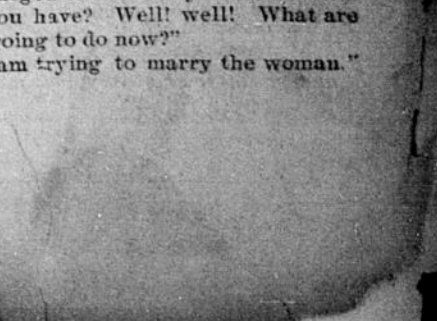 ou have? Well! well! What are
oing to do now?"
am trying to marry the woman."